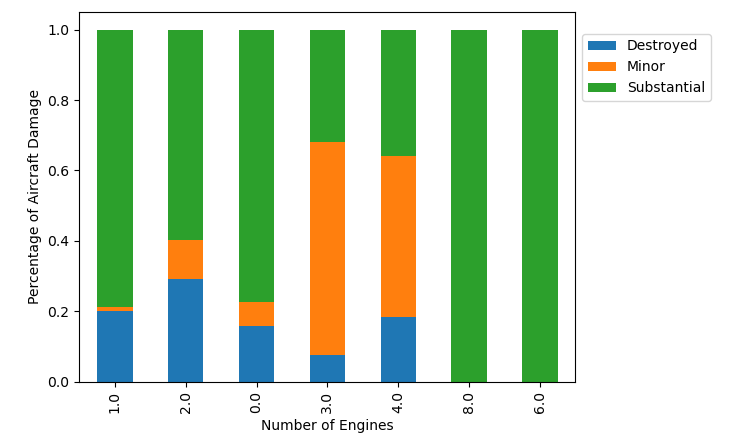 1.0
0.8
0.6
0.4
0.2
0.0
Percentage of Aircraft Damage
1.0
2.0
0.0
3.0
4.0
8.0
6.0
Number of Engines
Destroyed
Minor
Substantial